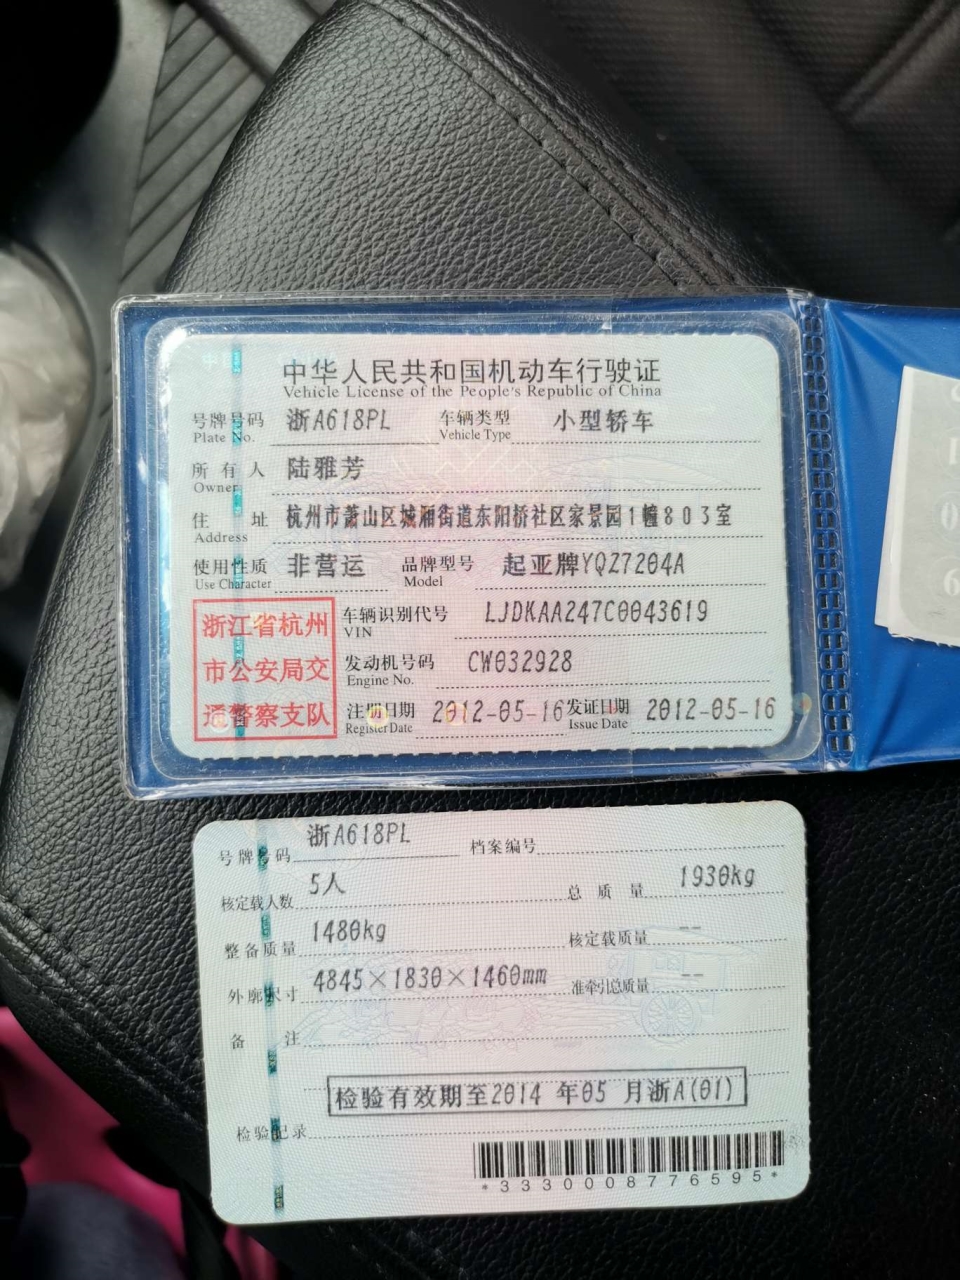 中华人民共和国机动车行驶证
Vehicle License of the People's Republic of China
号牌号码 浙A618PL 车辆类型 小型轿车
Plate No. Vehicle Type
所有人 陆雅芳
Owner
住址 杭州市萧山区城厢街道东阳桥社区家景园1幢803室
Address
使用性质 非营运 品牌型号 起亚牌YQZ7204A
Use Character Model
浙江省杭州
市公安局交
通警察支队
车辆识别代号 LJDKAA247C0043619
VIN
发动机号码 CW032928
Engine No.
注册日期 2012-05-16 发证日期 2012-05-16
Register Date Issue Date
号牌号码 浙A618PL 档案编号
核定载人数 5人 总质量 1930kg
整备质量 1480kg 核定载质量 --
外廓尺寸 4845×1830×1460mm 准牵引总质量 --
备注
检验有效期至2014年05月浙A(01)
检验记录
*3330008776595*